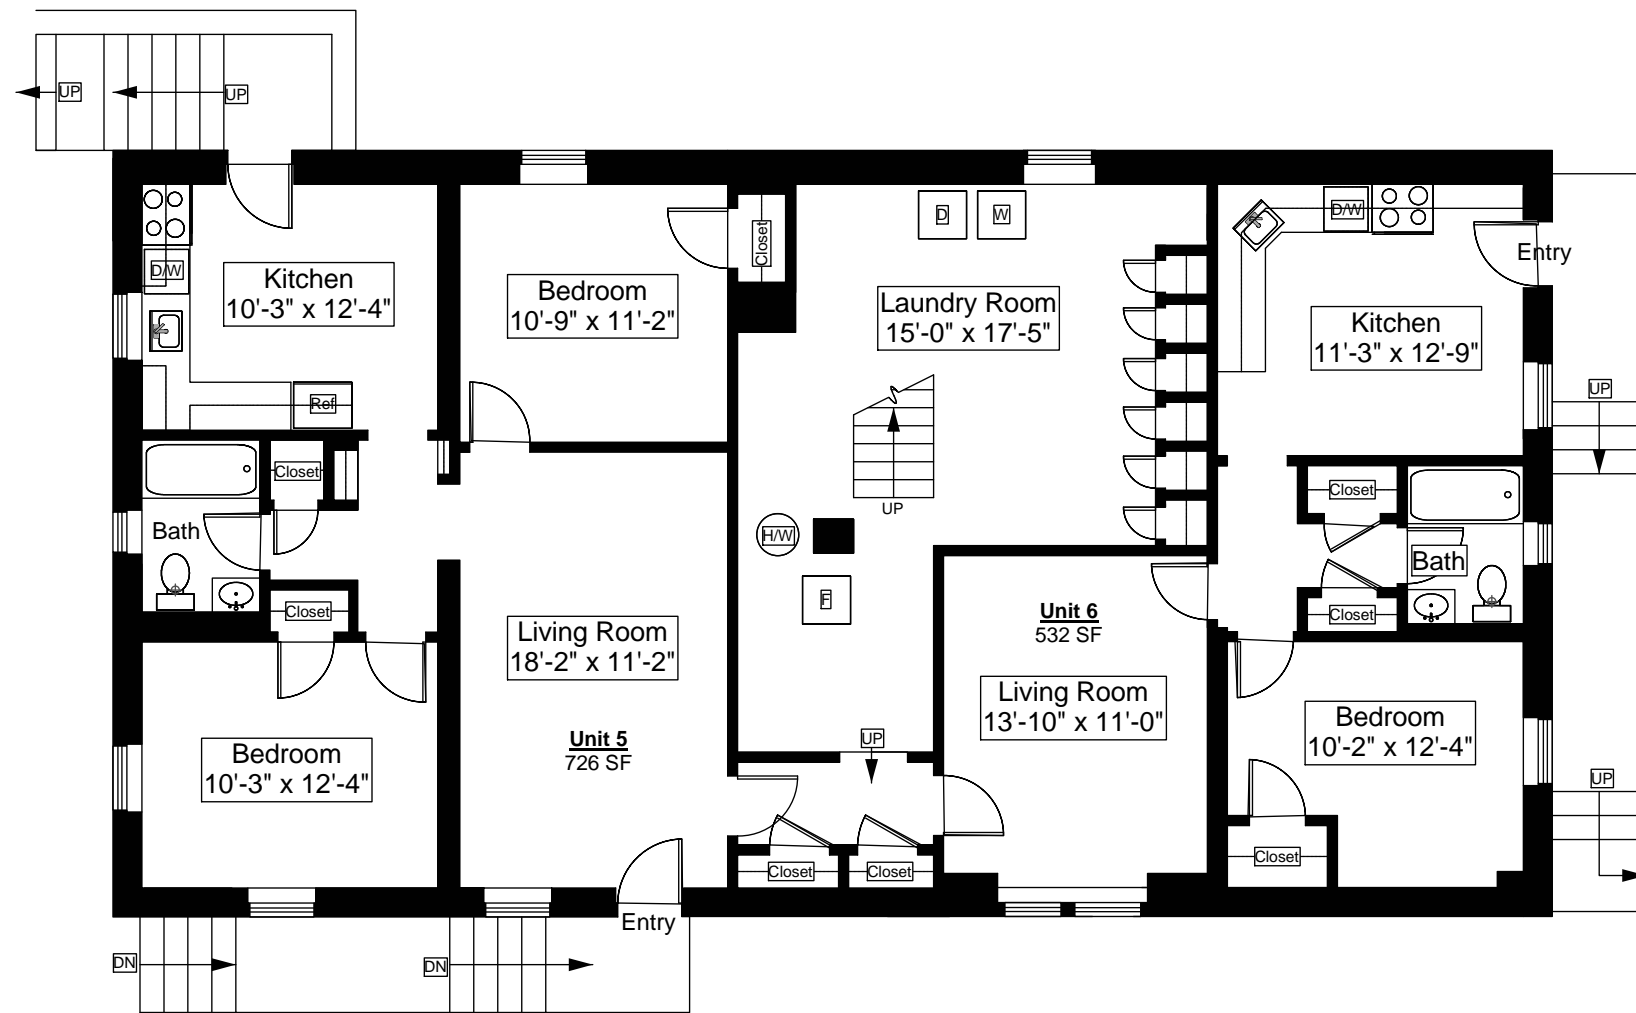 UP
UP
D/W
Kitchen
10'-3" x 12'-4"
Ref
Bedroom
10'-9" x 11'-2"
Closet
D
W
Laundry Room
15'-0" x 17'-5"
UP
H/W
F
D/W
Entry
Kitchen
11'-3" x 12'-9"
UP
Closet
Bath
Closet
Closet
Bath
Closet
Living Room
18'-2" x 11'-2"
Unit 5
726 SF
Unit 6
532 SF
Living Room
13'-10" x 11'-0"
Bedroom
10'-3" x 12'-4"
Bedroom
10'-2" x 12'-4"
UP
UP
Closet
Closet
Closet
Entry
DN
DN